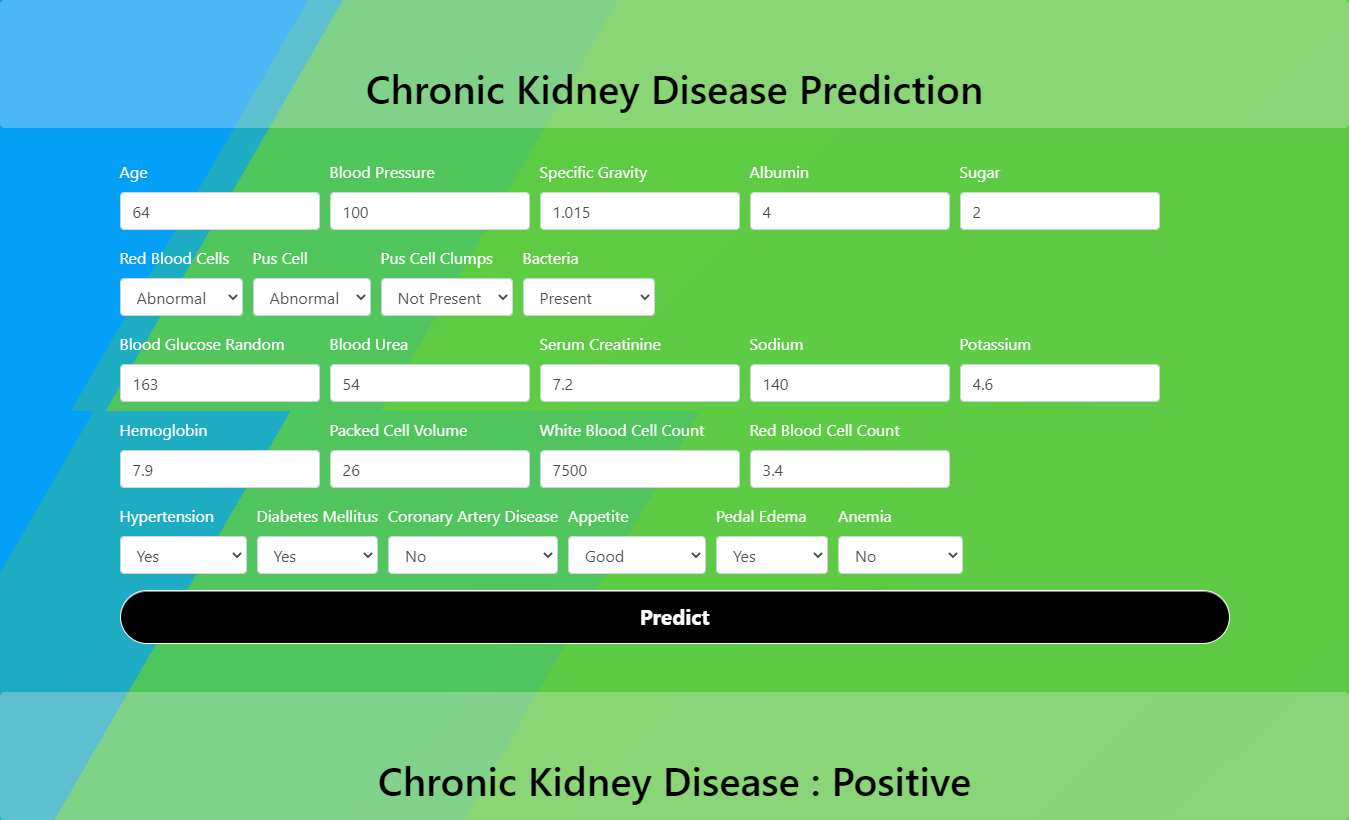 Chronic Kidney Disease Prediction
Age Blood Pressure Specific Gravity Albumin Sugar
64 100 1.015 4 2
Red Blood Cells Pus Cell Pus Cell Clumps Bacteria
Abnormal Abnormal Not Present Present
Blood Glucose Random Blood Urea Serum Creatinine Sodium Potassium
163 54 7.2 140 4.6
Hemoglobin Packed Cell Volume White Blood Cell Count Red Blood Cell Count
7.9 26 7500 3.4
Hypertension Diabetes Mellitus Coronary Artery Disease Appetite Pedal Edema Anemia
Yes Yes No Good Yes No
Predict
Chronic Kidney Disease : Positive